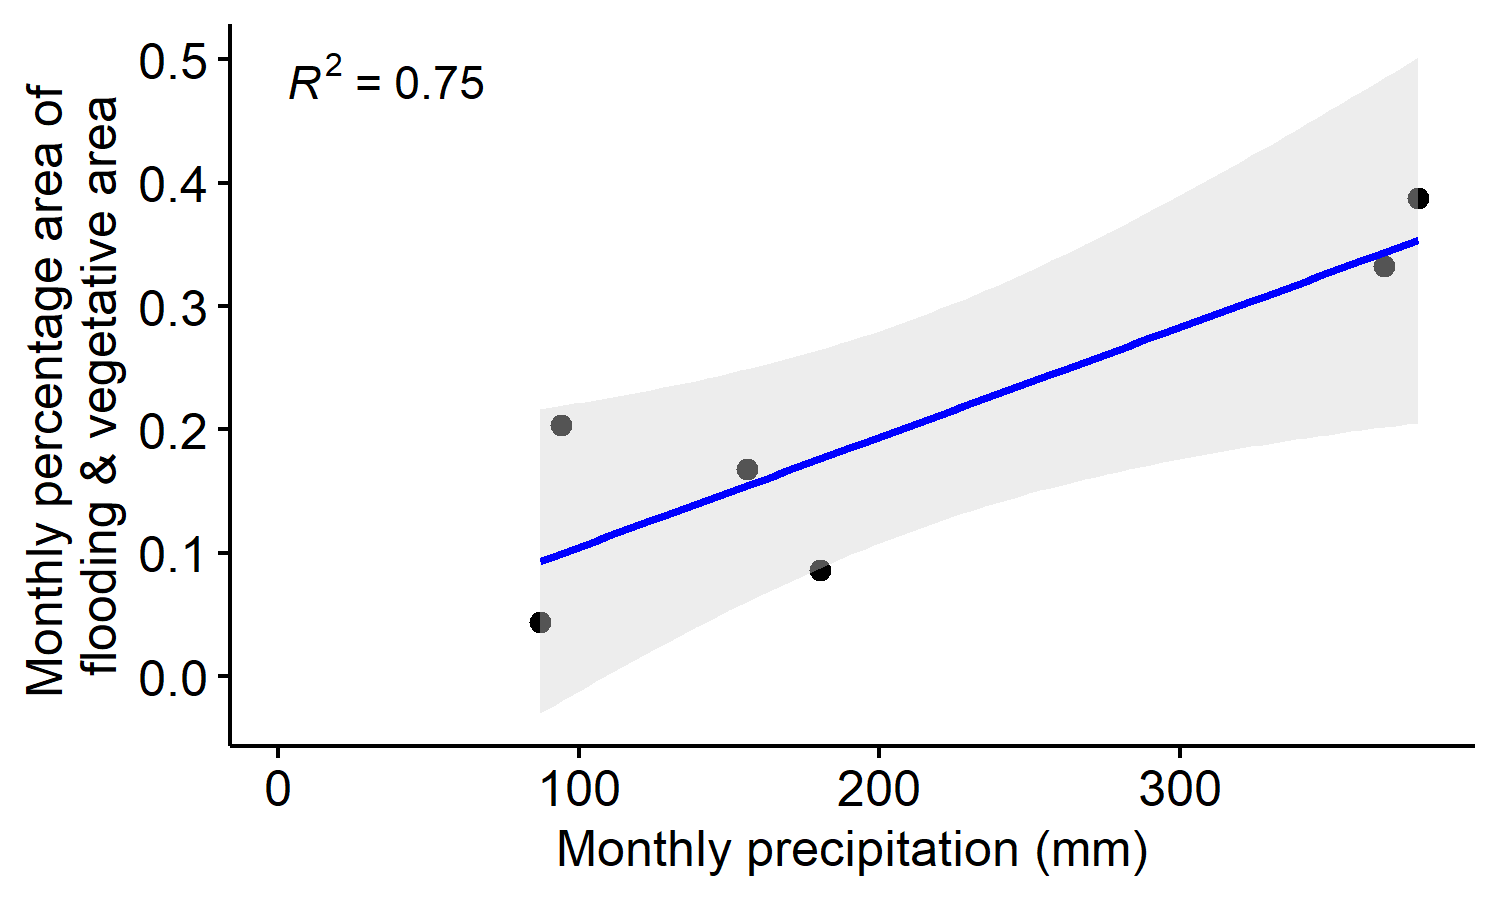 R² = 0.75
Monthly percentage area of
flooding & vegetative area
0.5
0.4
0.3
0.2
0.1
0.0
0 100 200 300
Monthly precipitation (mm)